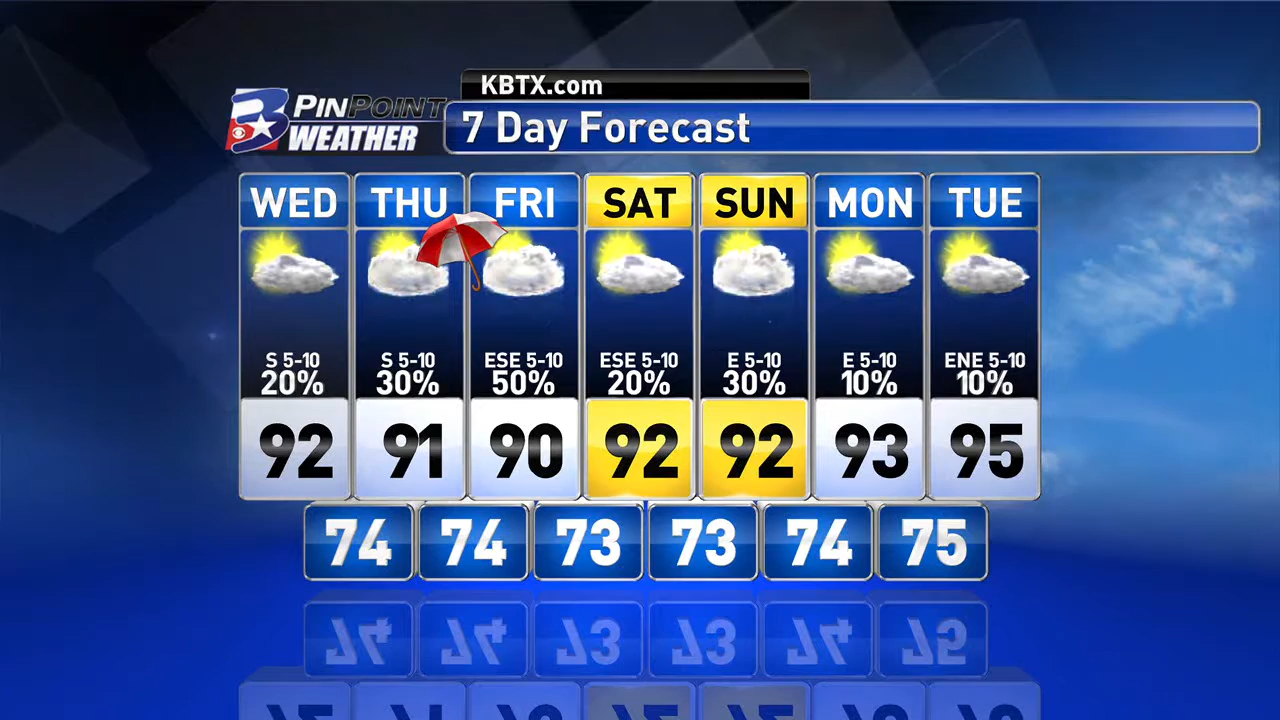 KBTX.com
3 PINPOINT
WEATHER
7 Day Forecast
WED THU FRI SAT SUN MON TUE
S 5-10 S 5-10 ESE 5-10 ESE 5-10 E 5-10 E 5-10 ENE 5-10
20% 30% 50% 20% 30% 10% 10%
92 91 90 92 92 93 95
74 74 73 73 74 75